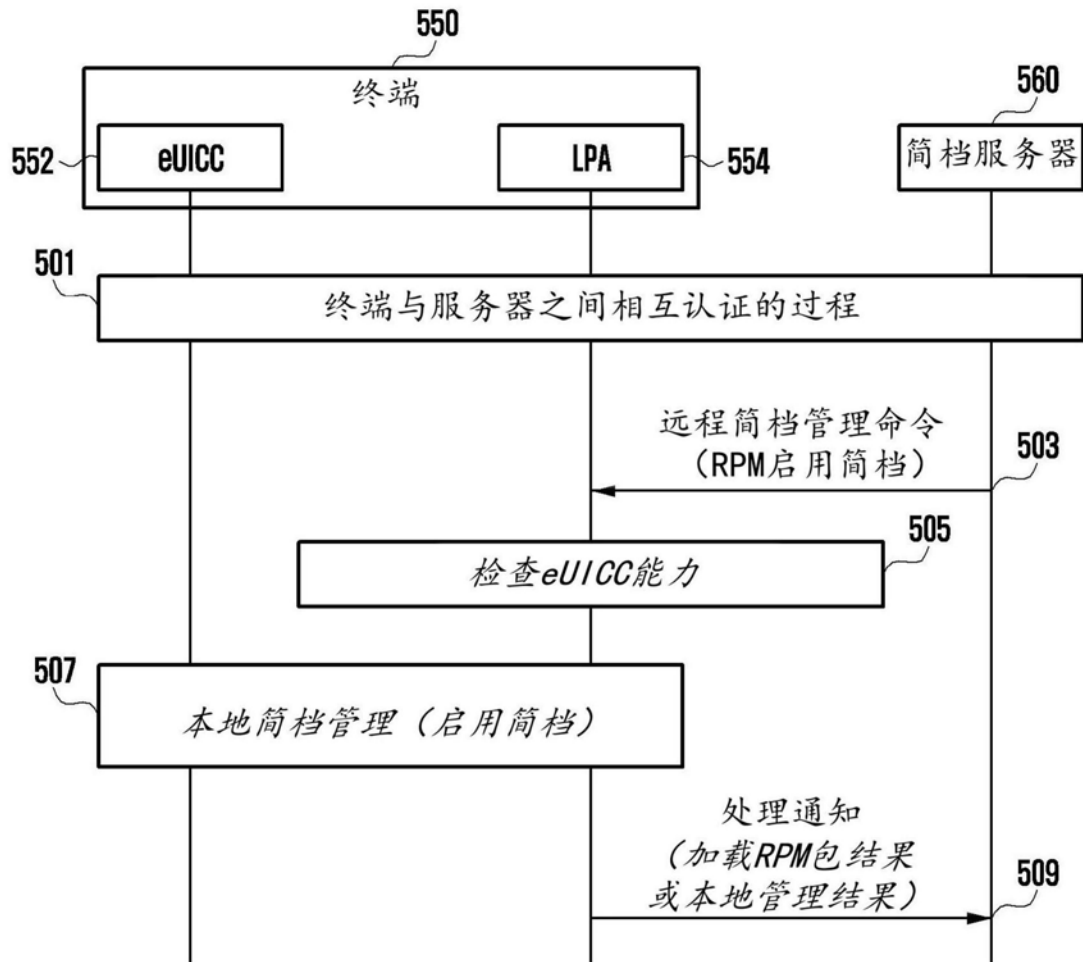 550
终端
560
552
eUICC
LPA
554
简档服务器
501
终端与服务器之间相互认证的过程
远程简档管理命令
(RPM启用简档)
503
505
检查eUICC能力
507
本地简档管理(启用简档)
处理通知
(加载RPM包结果
或本地管理结果)
509